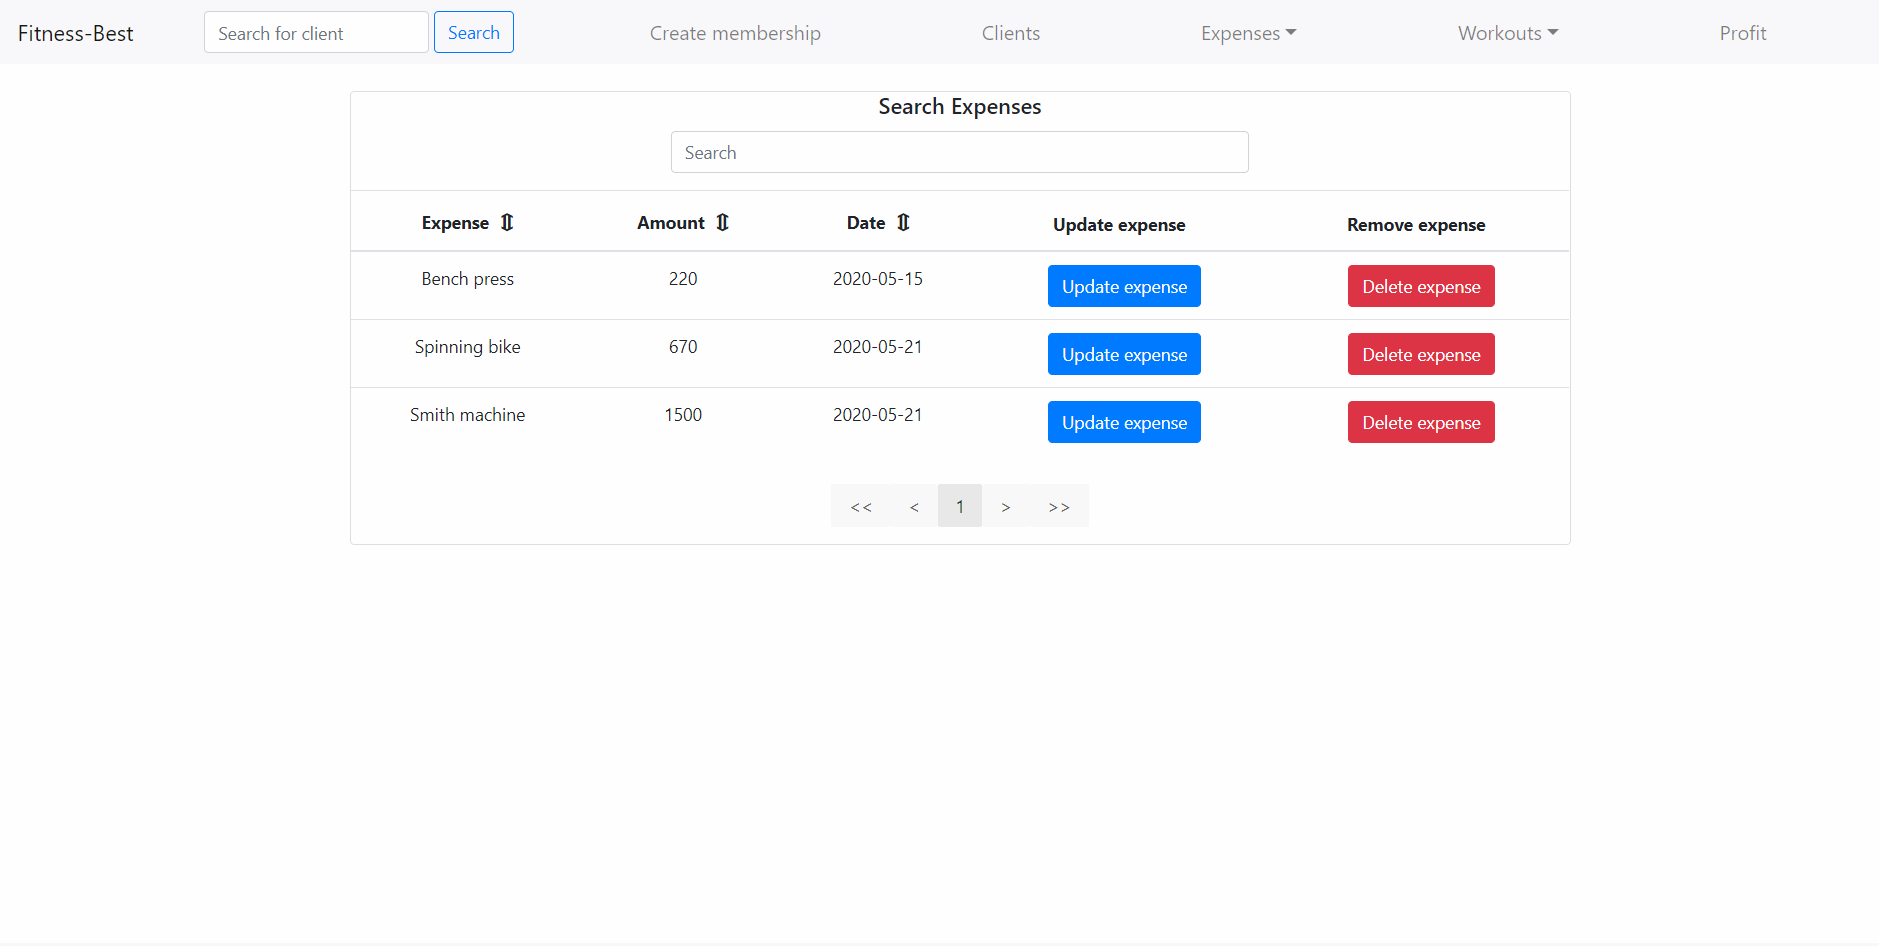 Fitness-Best Search for client Search Create membership Clients Expenses Workouts Profit
Search Expenses
Search
Expense ⇕ Amount ⇕ Date ⇕ Update expense Remove expense
Bench press 220 2020-05-15 Update expense Delete expense
Spinning bike 670 2020-05-21 Update expense Delete expense
Smith machine 1500 2020-05-21 Update expense Delete expense
<< < 1 > >>